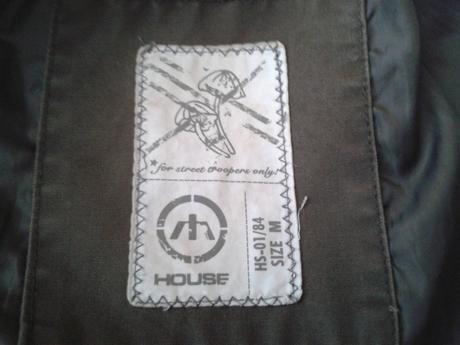 for street troopers only!
HOUSE
HS-01/84
SIZE M